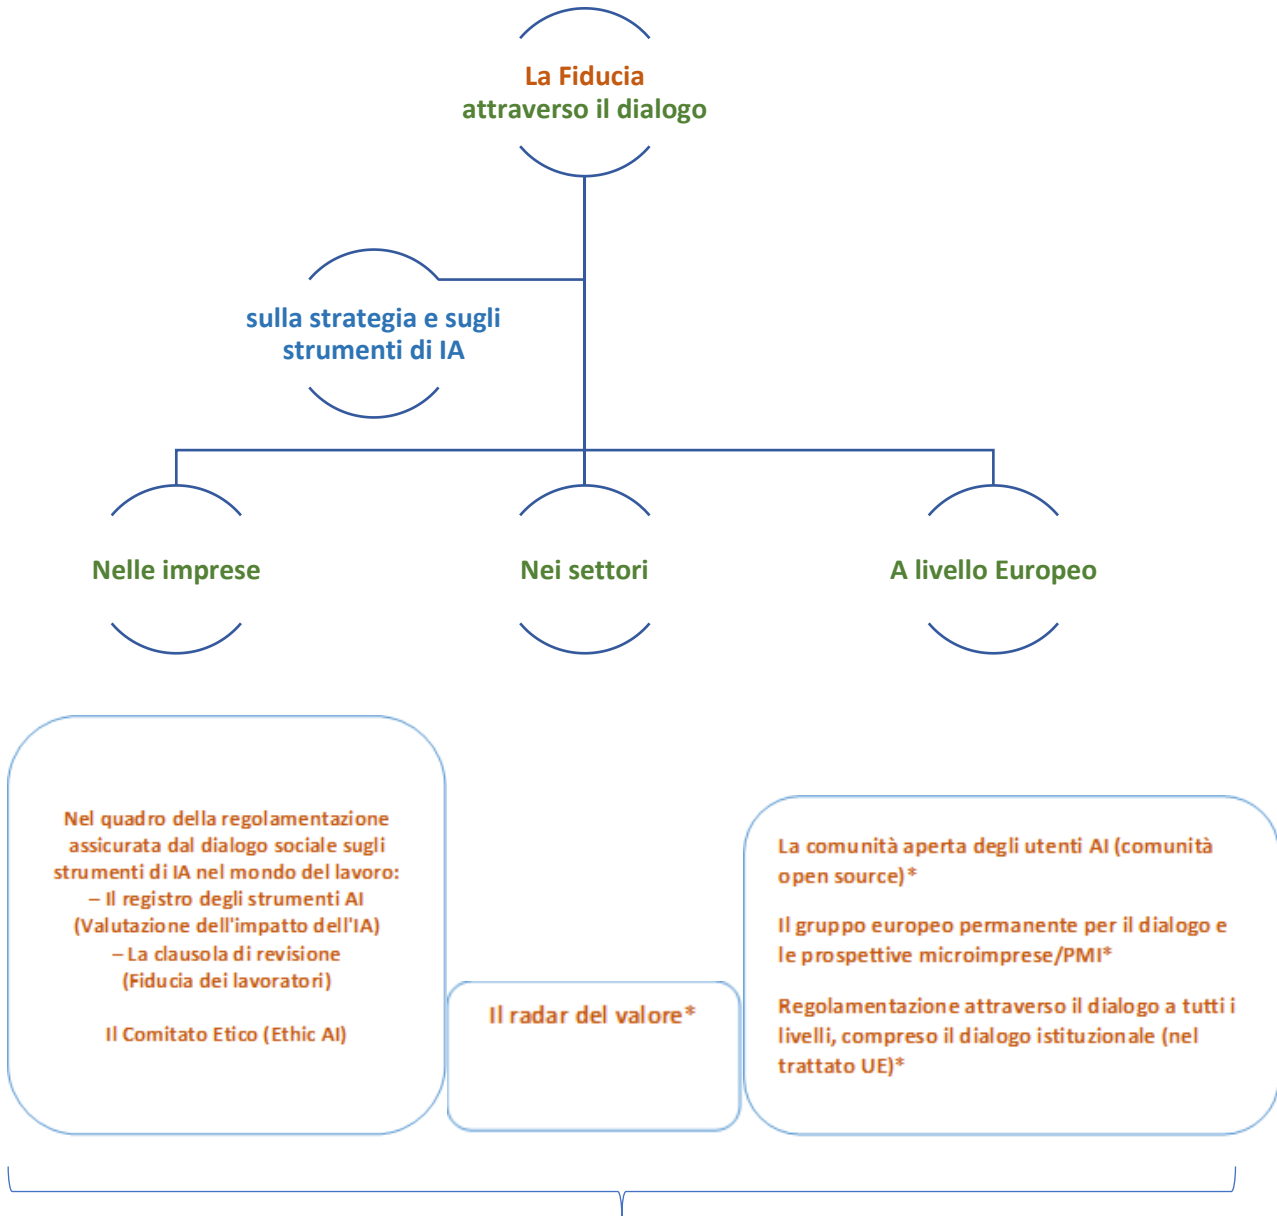 La Fiducia
attraverso il dialogo
sulla strategia e sugli
strumenti di IA
Nelle imprese
Nei settori
A livello Europeo
Nel quadro della regolamentazione
assicurata dal dialogo sociale sugli
strumenti di IA nel mondo del lavoro:
– Il registro degli strumenti AI
(Valutazione dell'impatto dell'IA)
– La clausola di revisione
(Fiducia dei lavoratori)
Il Comitato Etico (Ethic AI)
Il radar del valore*
La comunità aperta degli utenti AI (comunità
open source)*
Il gruppo europeo permanente per il dialogo e
le prospettive microimprese/PMI*
Regolamentazione attraverso il dialogo a tutti i
livelli, compreso il dialogo istituzionale (nel
trattato UE)*